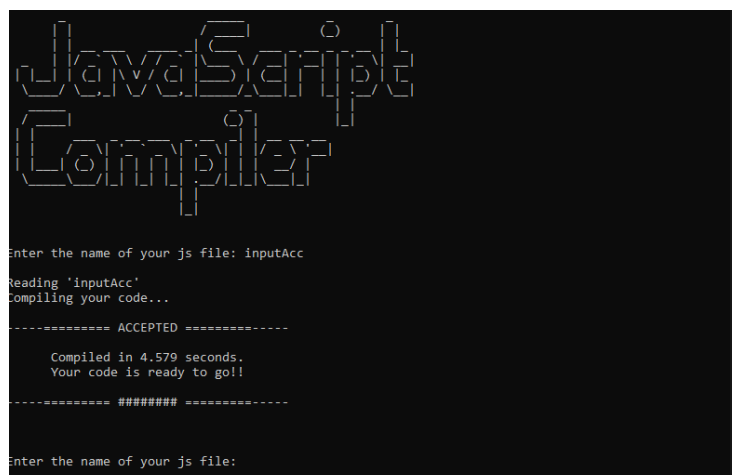 JavaScript
Compiler
Enter the name of your js file: inputAcc
Reading 'inputAcc'
Compiling your code...
-----========= ACCEPTED =========-----
Compiled in 4.579 seconds.
Your code is ready to go!!
-----========= ######## =========-----
Enter the name of your js file: